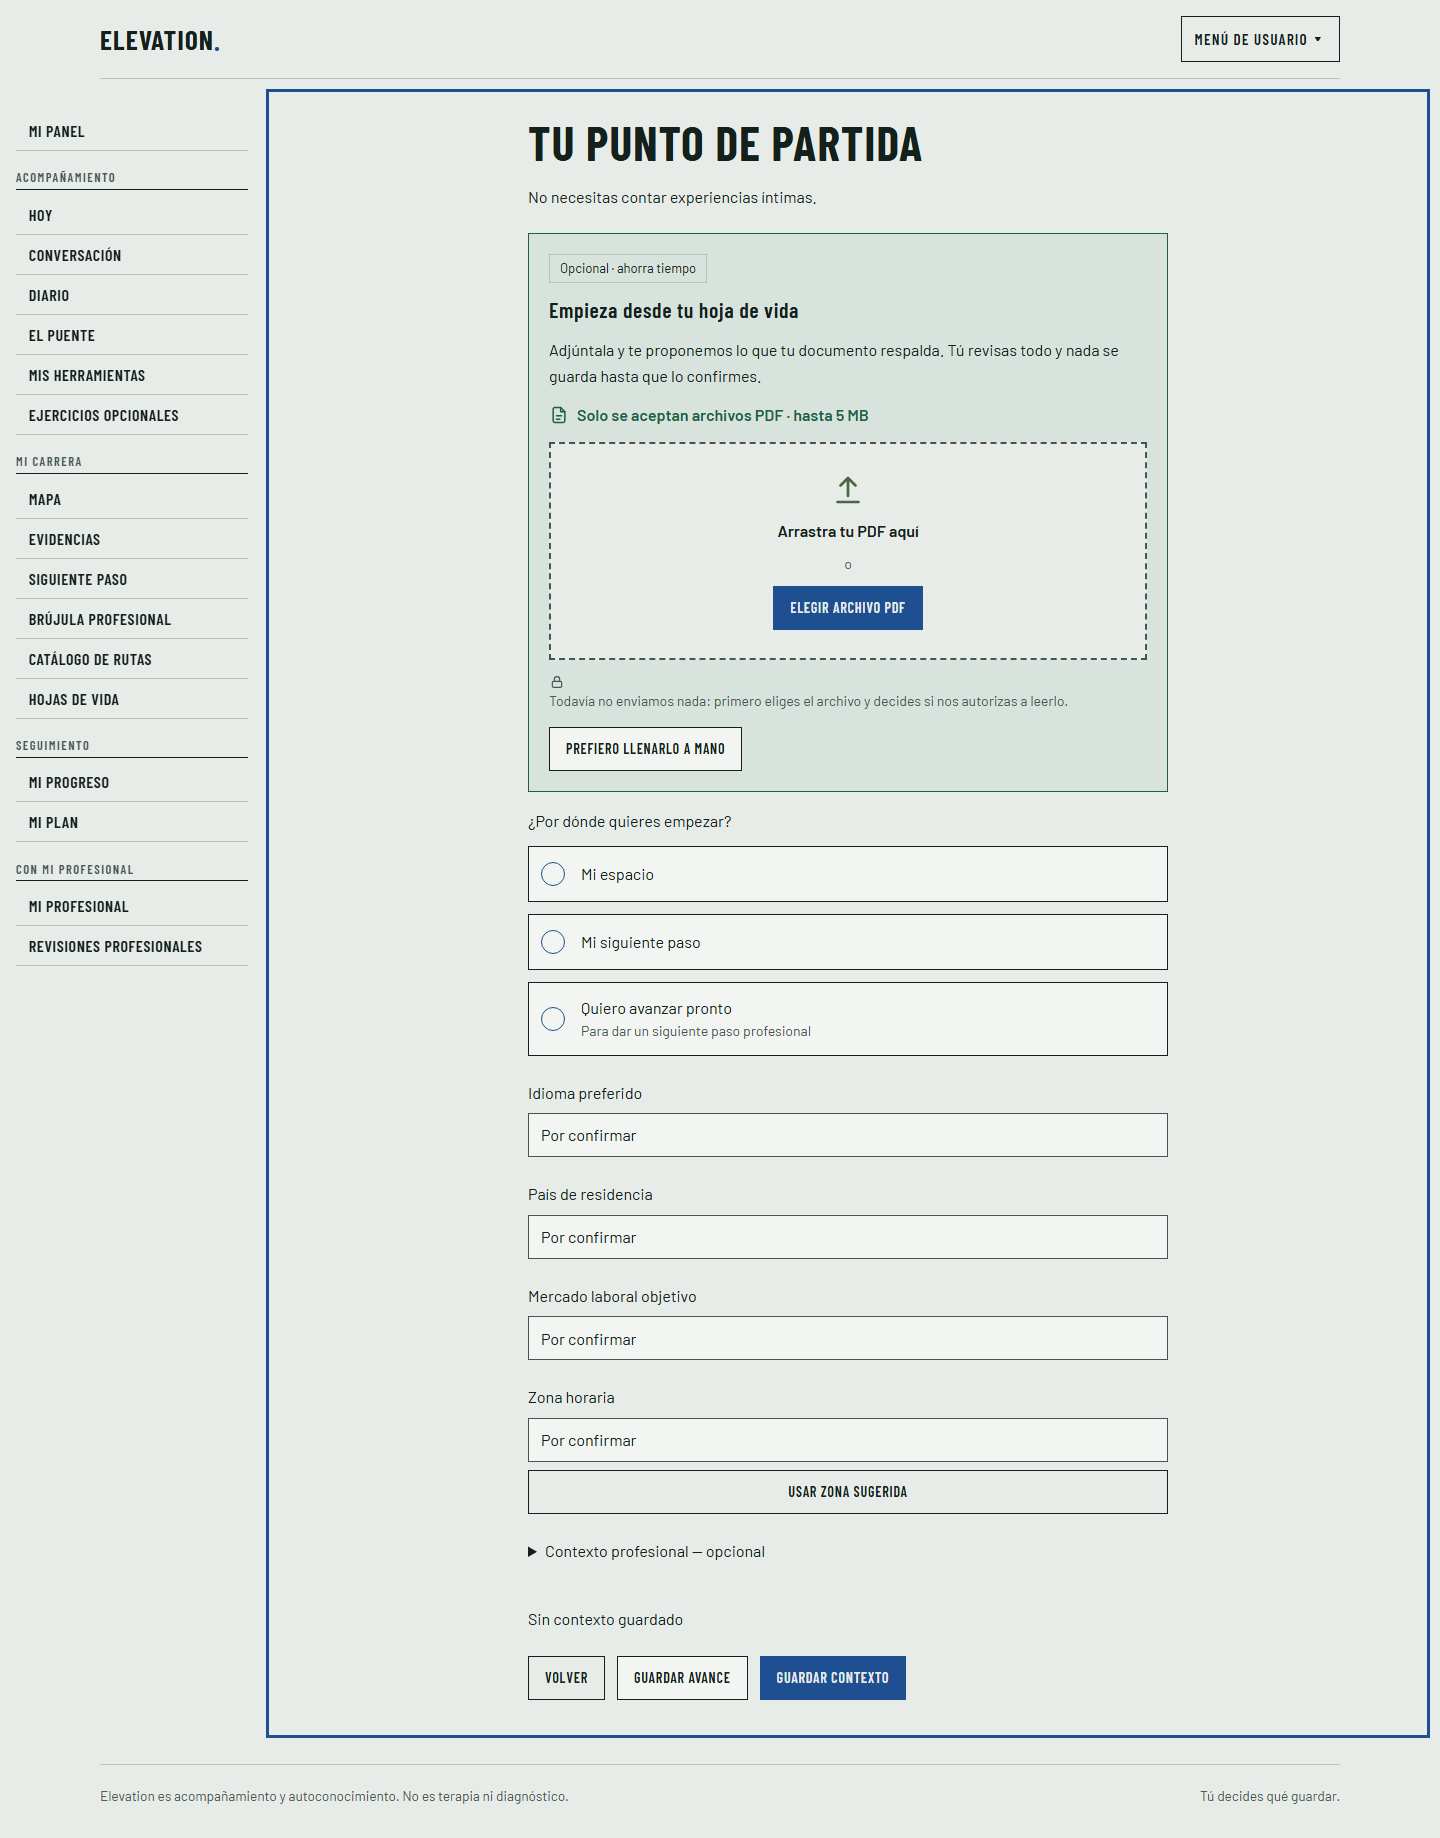 ELEVATION.
MENÚ DE USUARIO
MI PANEL
ACOMPAÑAMIENTO
HOY
CONVERSACIÓN
DIARIO
EL PUENTE
MIS HERRAMIENTAS
EJERCICIOS OPCIONALES
MI CARRERA
MAPA
EVIDENCIAS
SIGUIENTE PASO
BRÚJULA PROFESIONAL
CATÁLOGO DE RUTAS
HOJAS DE VIDA
SEGUIMIENTO
MI PROGRESO
MI PLAN
CON MI PROFESIONAL
MI PROFESIONAL
REVISIONES PROFESIONALES
TU PUNTO DE PARTIDA
No necesitas contar experiencias íntimas.
Opcional · ahorra tiempo
Empieza desde tu hoja de vida
Adjúntala y te proponemos lo que tu documento respalda. Tú revisas todo y nada se
guarda hasta que lo confirmes.
Solo se aceptan archivos PDF · hasta 5 MB
Arrastra tu PDF aquí
o
ELEGIR ARCHIVO PDF
Todavía no enviamos nada: primero eliges el archivo y decides si nos autorizas a leerlo.
PREFIERO LLENARLO A MANO
¿Por dónde quieres empezar?
Mi espacio
Mi siguiente paso
Quiero avanzar pronto
Para dar un siguiente paso profesional
Idioma preferido
Por confirmar
País de residencia
Por confirmar
Mercado laboral objetivo
Por confirmar
Zona horaria
Por confirmar
USAR ZONA SUGERIDA
Contexto profesional — opcional
Sin contexto guardado
VOLVER
GUARDAR AVANCE
GUARDAR CONTEXTO
Elevation es acompañamiento y autoconocimiento. No es terapia ni diagnóstico.
Tú decides qué guardar.